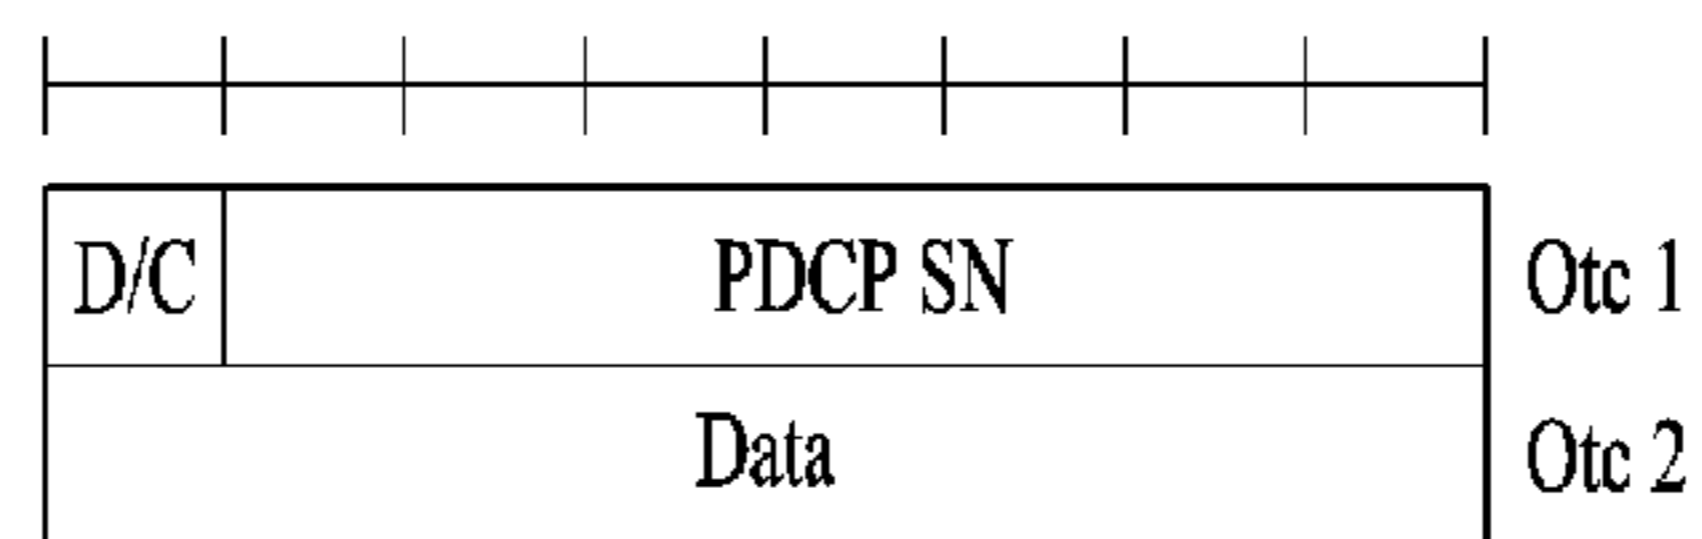 D/C PDCP SN Otc 1
Data Otc 2